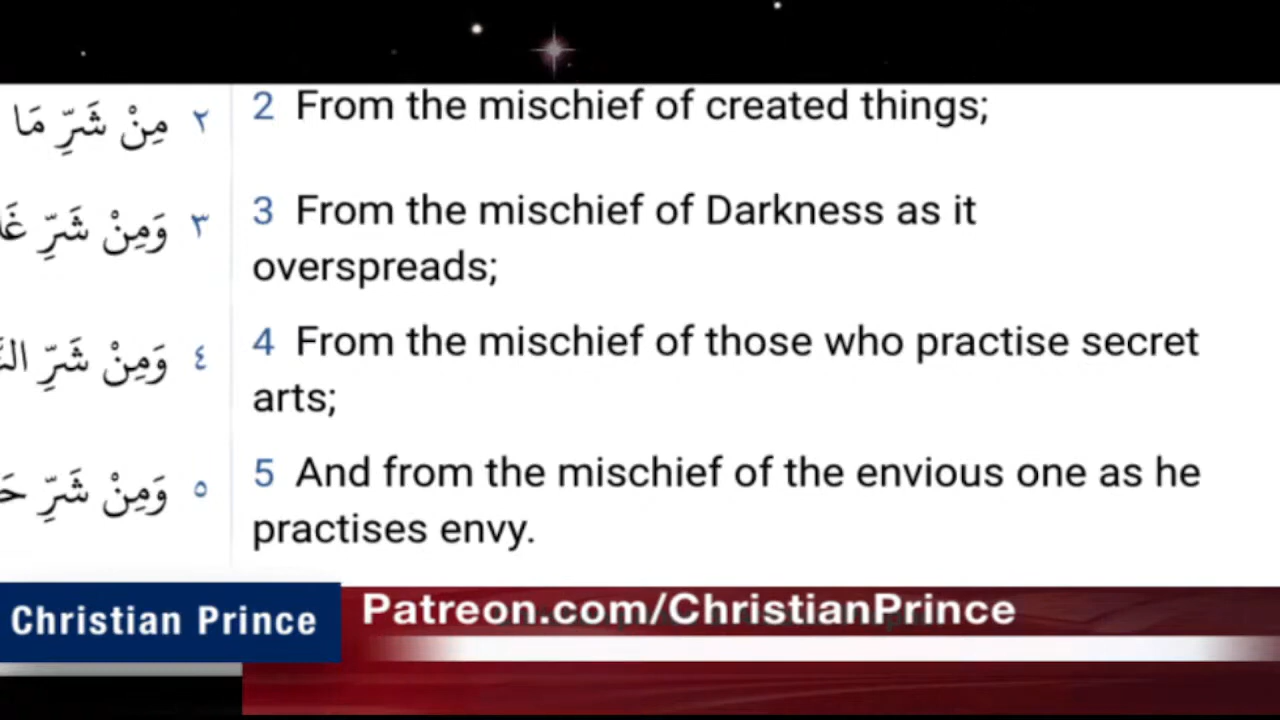 مِنْ شَرِّ مَا ٢
2 From the mischief of created things;
وَمِنْ شَرِّ ٣
3 From the mischief of Darkness as it
overspreads;
وَمِنْ شَرِّ ٤
4 From the mischief of those who practise secret
arts;
وَمِنْ شَرِّ ٥
5 And from the mischief of the envious one as he
practises envy.
Christian Prince
Patreon.com/ChristianPrince